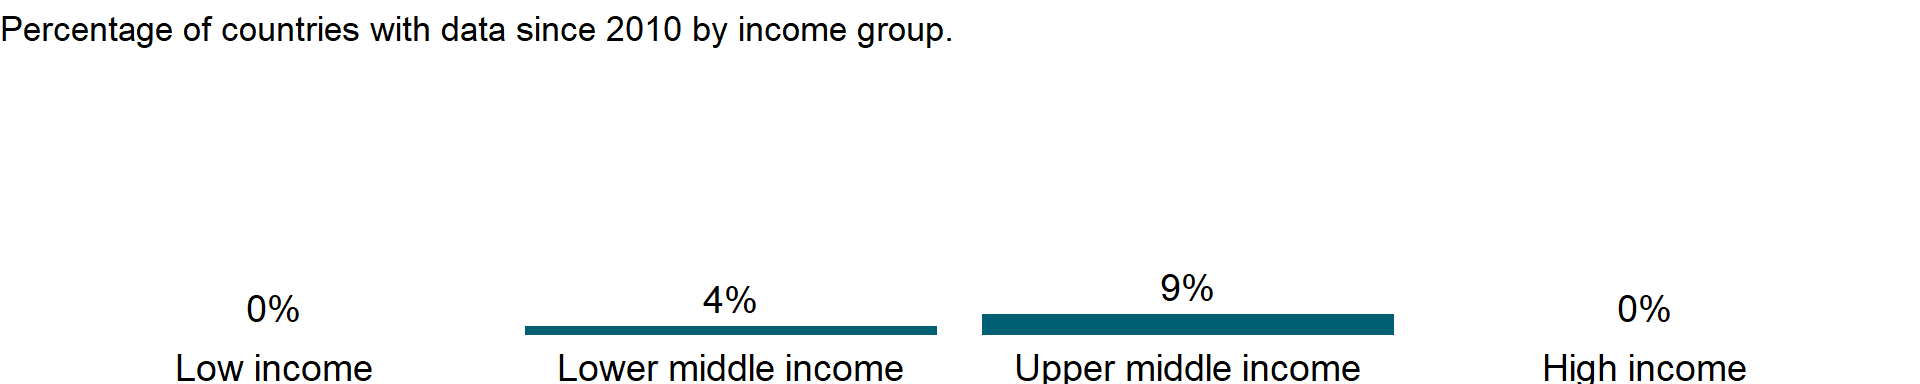 Percentage of countries with data since 2010 by income group.
0%
4%
9%
0%
Low income
Lower middle income
Upper middle income
High income